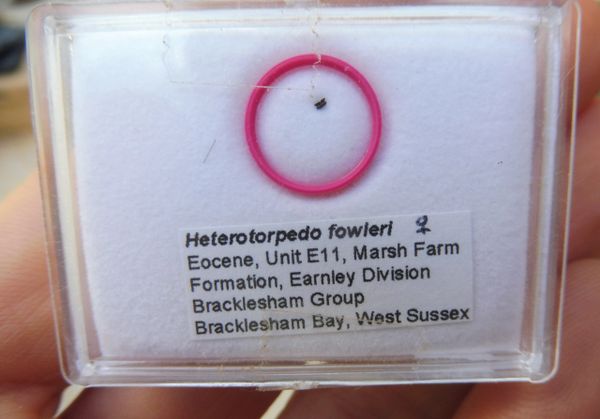 Heterotorpedo fowleri ♀
Eocene, Unit E11, Marsh Farm
Formation, Earnley Division
Bracklesham Group
Bracklesham Bay, West Sussex